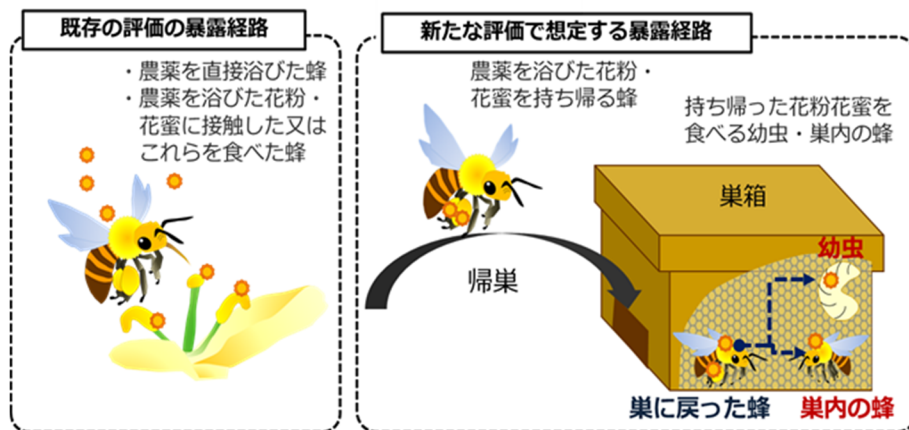 既存の評価の暴露経路
・農薬を直接浴びた蜂
・農薬を浴びた花粉・
花蜜に接触した又は
これらを食べた蜂
新たな評価で想定する暴露経路
農薬を浴びた花粉・
花蜜を持ち帰る蜂
持ち帰った花粉花蜜を
食べる幼虫・巣内の蜂
巣箱
帰巣
幼虫
巣に戻った蜂
巣内の蜂